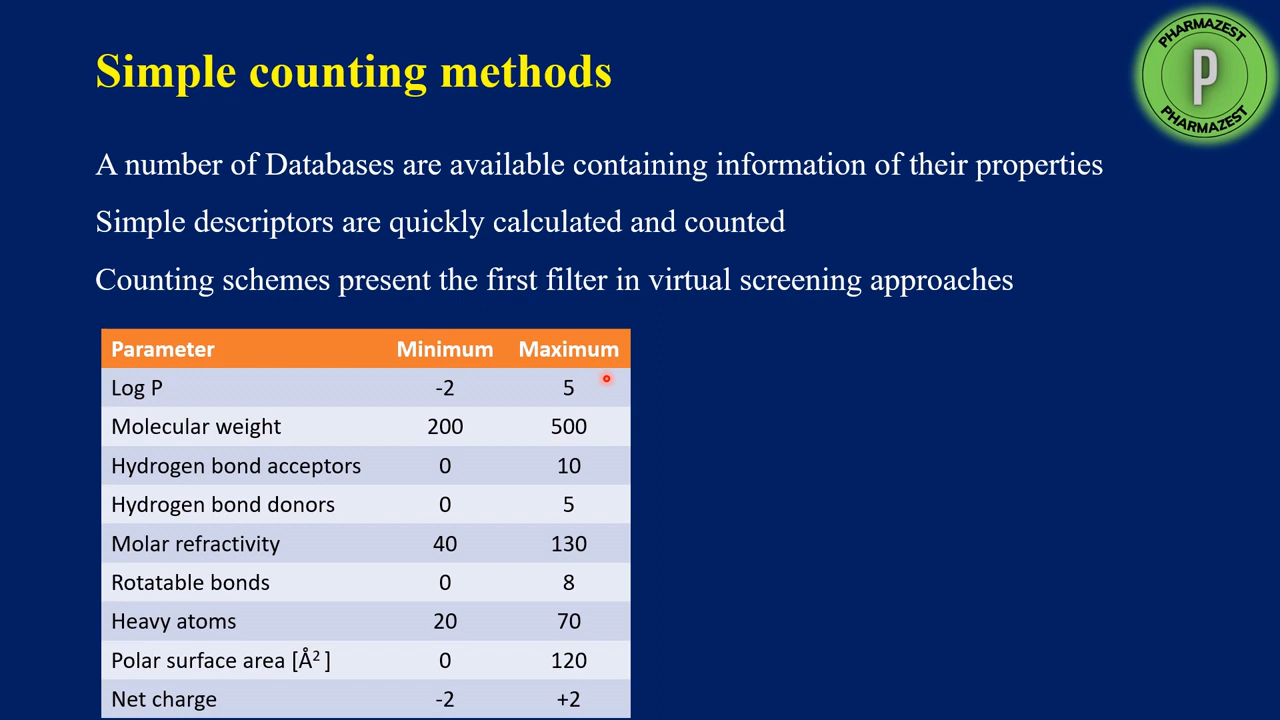 Simple counting methods
PHARMAZEST
P
PHARMAZEST
A number of Databases are available containing information of their properties
Simple descriptors are quickly calculated and counted
Counting schemes present the first filter in virtual screening approaches
Parameter Minimum Maximum
Log P -2 5
Molecular weight 200 500
Hydrogen bond acceptors 0 10
Hydrogen bond donors 0 5
Molar refractivity 40 130
Rotatable bonds 0 8
Heavy atoms 20 70
Polar surface area [Å² ] 0 120
Net charge -2 +2